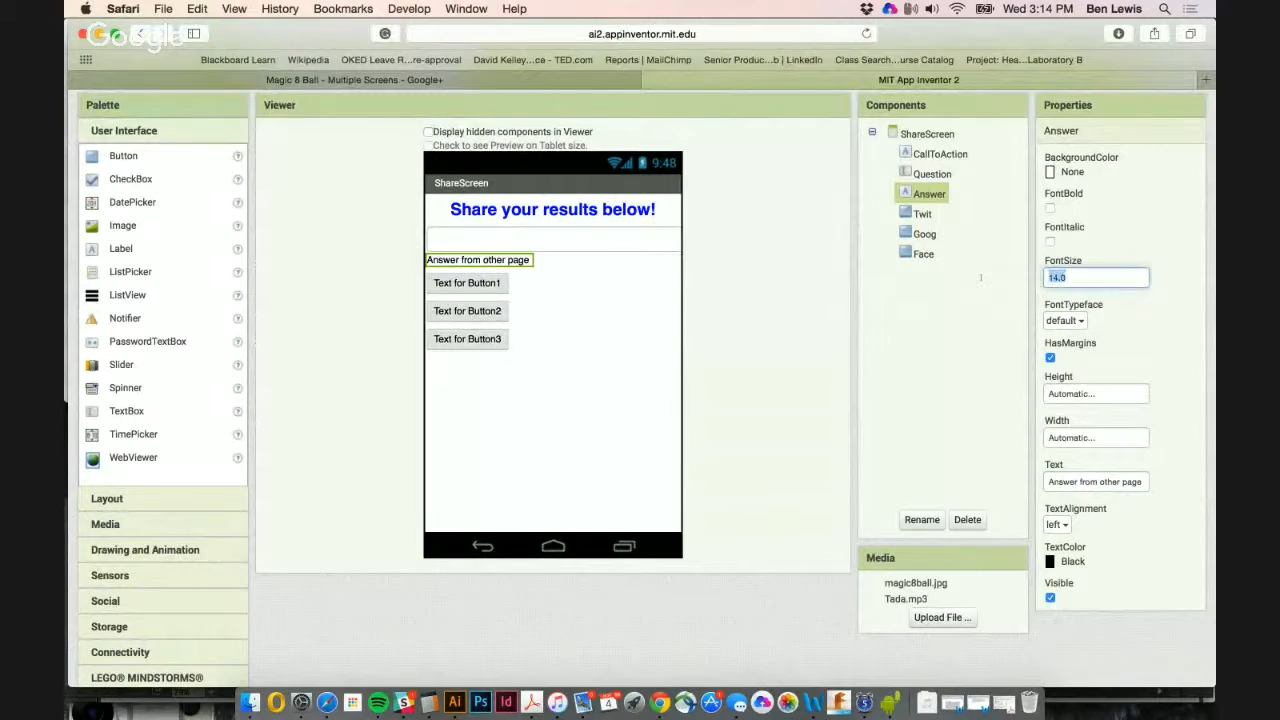 Safari File Edit View History Bookmarks Develop Window Help Wed 3:14 PM Ben Lewis
Google
ai2.appinventor.mit.edu
Blackboard Learn Wikipedia OKED Leave R...re-approval David Kelley...ce - TED.com Reports | MailChimp Senior Produc...b | LinkedIn Class Search...urse Catalog Project: Hea...Laboratory B
Magic 8 Ball - Multiple Screens - Google+ MIT App Inventor 2
Palette
User Interface
Button
CheckBox
DatePicker
Image
Label
ListPicker
ListView
Notifier
PasswordTextBox
Slider
Spinner
TextBox
TimePicker
WebViewer
Layout
Media
Drawing and Animation
Sensors
Social
Storage
Connectivity
LEGO® MINDSTORMS®
Viewer
Display hidden components in Viewer
Check to see Preview on Tablet size.
9:48
ShareScreen
Share your results below!
Answer from other page
Text for Button1
Text for Button2
Text for Button3
Components
ShareScreen
CallToAction
Question
Answer
Twit
Goog
Face
Rename Delete
Media
magic8ball.jpg
Tada.mp3
Upload File ...
Properties
Answer
BackgroundColor
None
FontBold
FontItalic
FontSize
14.0
FontTypeface
default
HasMargins
Height
Automatic...
Width
Automatic...
Text
Answer from other page
TextAlignment
left
TextColor
Black
Visible
Ai Ps Id